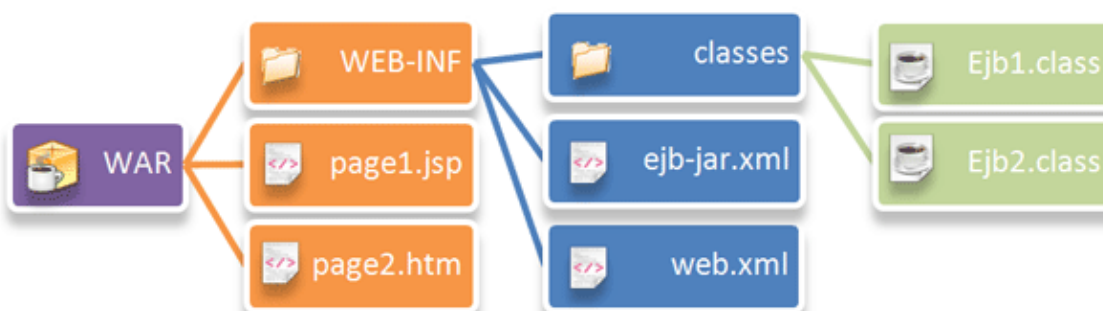 WAR
WEB-INF
page1.jsp
page2.htm
classes
ejb-jar.xml
web.xml
Ejb1.class
Ejb2.class